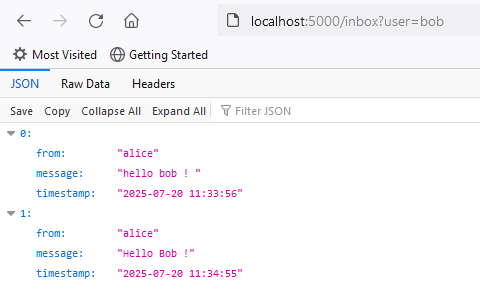 localhost:5000/inbox?user=bob
Most Visited Getting Started
JSON Raw Data Headers
Save Copy Collapse All Expand All Filter JSON
0:
from: "alice"
message: "hello bob ! "
timestamp: "2025-07-20 11:33:56"
1:
from: "alice"
message: "Hello Bob !"
timestamp: "2025-07-20 11:34:55"